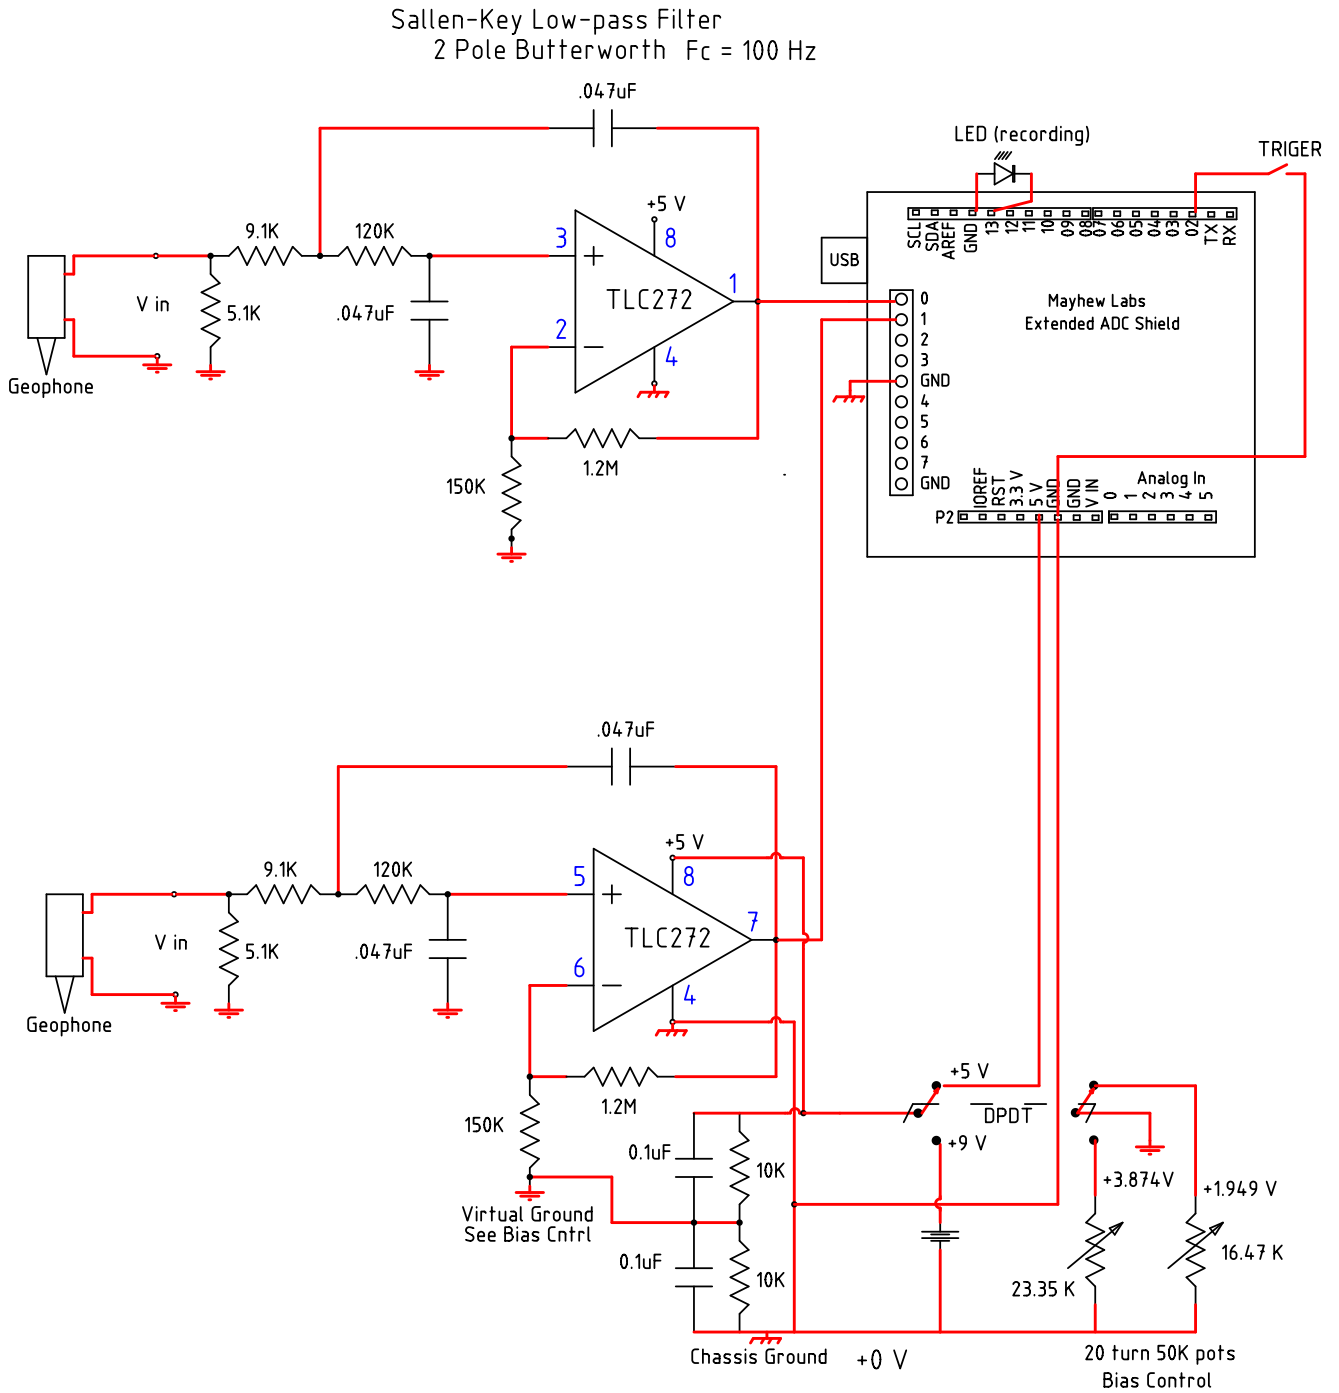 Sallen-Key Low-pass Filter
2 Pole Butterworth Fc = 100 Hz
.047uF
LED (recording)
TRIGER
+5 V
SCL
SDA
AREF
GND
13
12
11
10
09
08
07
06
05
04
03
02
TX
RX
9.1K
120K
3
8
USB
V in
5.1K
.047uF
TLC272
1
2
4
Geophone
0
1
2
3
GND
4
5
6
7
GND
Mayhew Labs
Extended ADC Shield
1.2M
150K
P2
IOREF
RST
3.3 V
5 V
GND
GND
V IN
Analog In
0
1
2
3
4
5
.047uF
+5 V
9.1K
120K
5
8
V in
5.1K
.047uF
TLC272
7
6
4
Geophone
1.2M
150K
+5 V
DPDT
+9 V
0.1uF
10K
+3.874V
+1.949 V
Virtual Ground
See Bias Cntrl
0.1uF
10K
23.35 K
16.47 K
Chassis Ground
+0 V
20 turn 50K pots
Bias Control